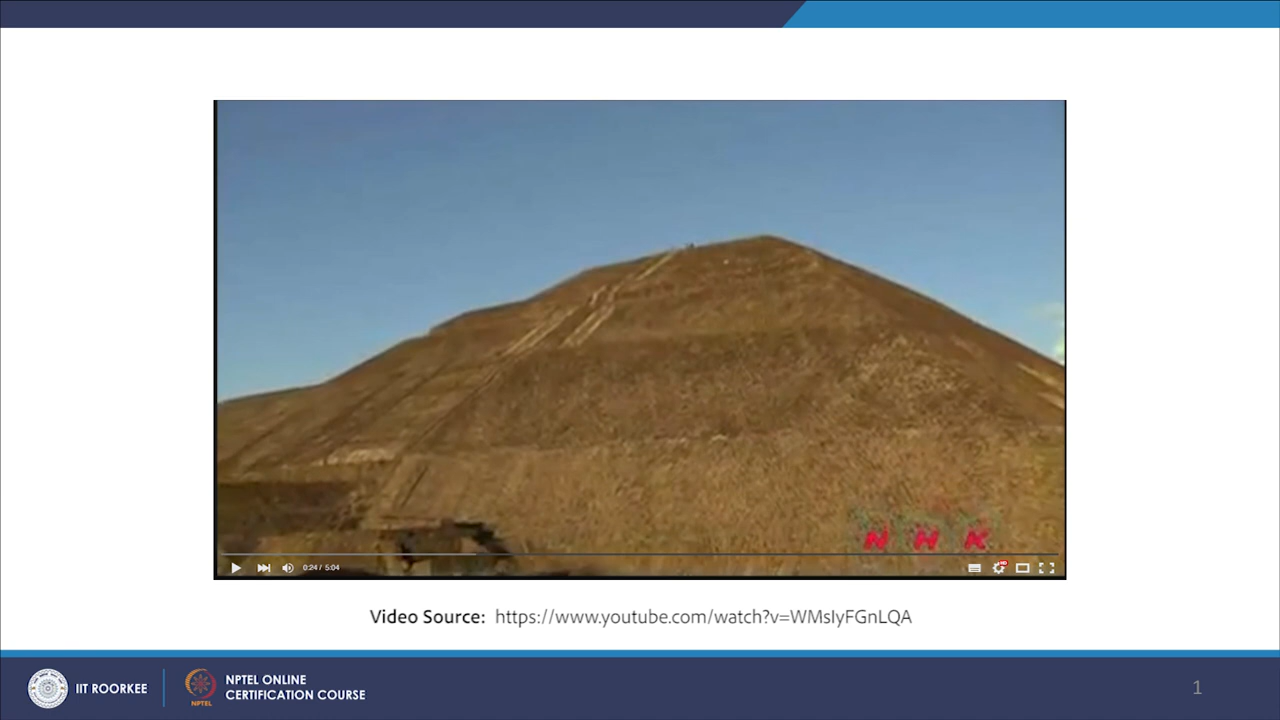 N H K
0:24 / 5:04
HD
Video Source: https://www.youtube.com/watch?v=WMsIyFGnLQA
IIT ROORKEE
NPTEL
NPTEL ONLINE
CERTIFICATION COURSE
1